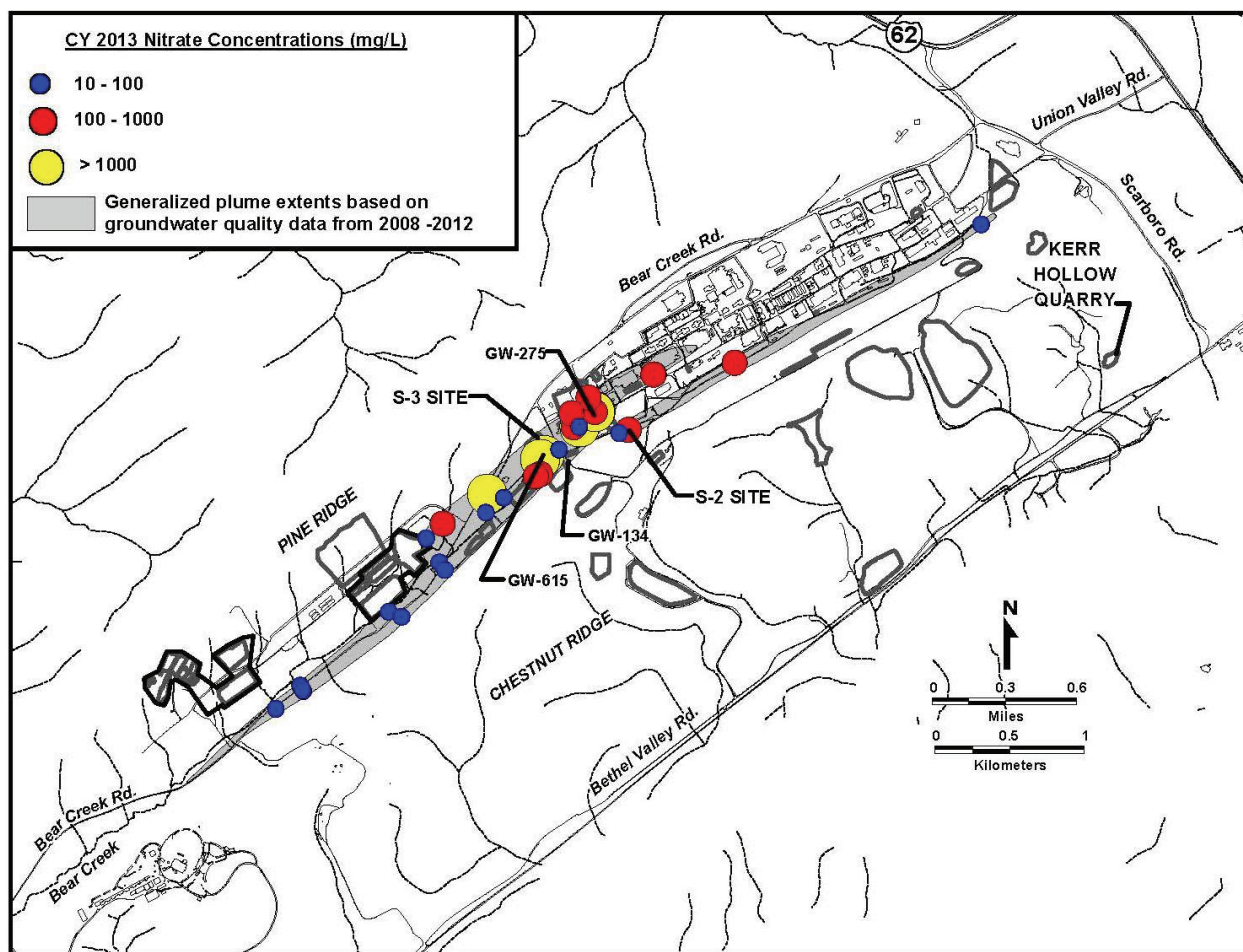 CY 2013 Nitrate Concentrations (mg/L)
10 - 100
100 - 1000
> 1000
Generalized plume extents based on
groundwater quality data from 2008 -2012
62
Union Valley Rd.
Scarboro Rd.
Bear Creek Rd.
KERR
HOLLOW
QUARRY
GW-275
S-3 SITE
S-2 SITE
PINE RIDGE
GW-134
GW-615
CHESTNUT RIDGE
N
0 0.3 0.6
Miles
0 0.5 1
Kilometers
Bethel Valley Rd.
Bear Creek Rd.
Bear Creek